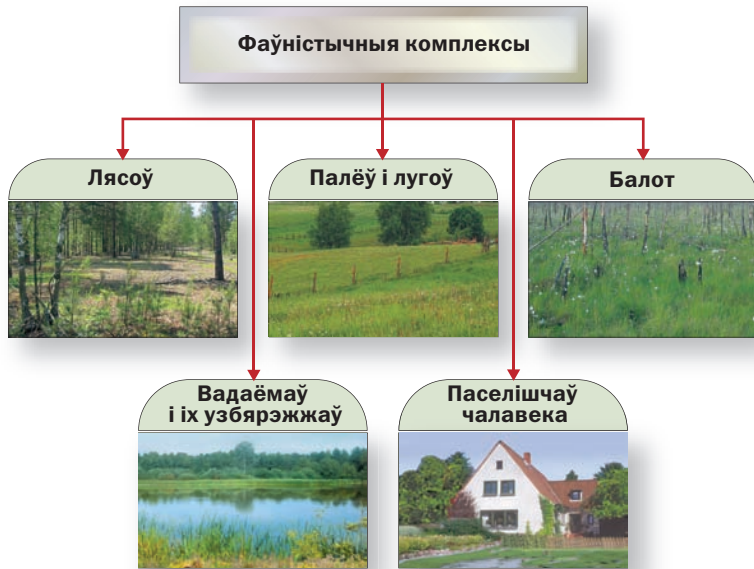 Фаўністычныя комплексы
Лясоў
Палёў і лугоў
Балот
Вадаёмаў
і іх узбярэжжаў
Паселішчаў
чалавека